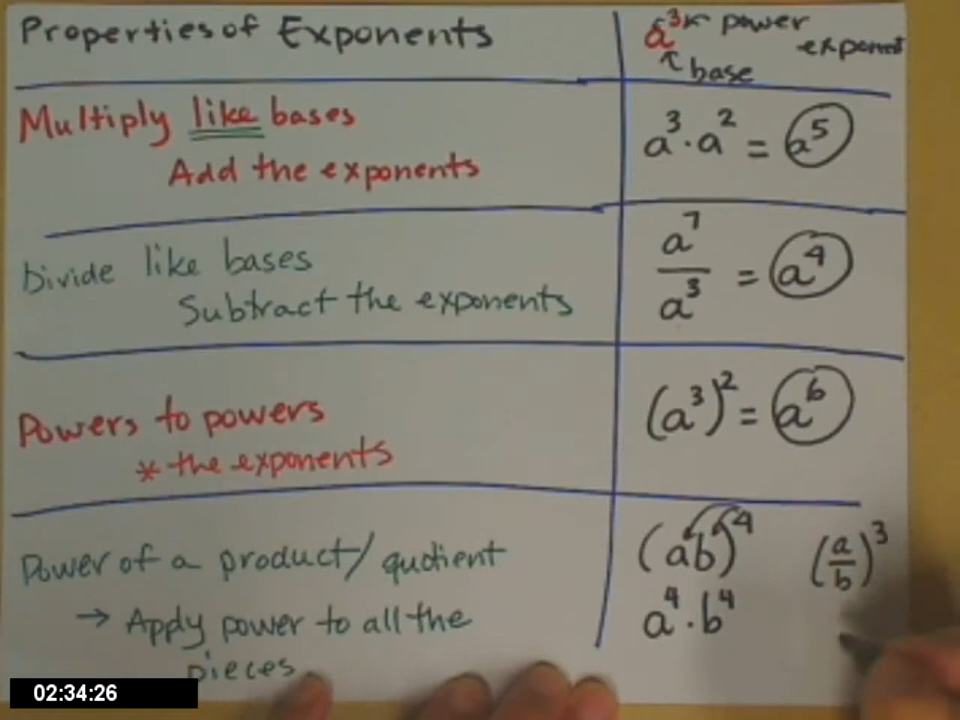 Properties of Exponents
a³ ← power
exponent
↑ base
Multiply like bases
Add the exponents
a³ · a² = a⁵
Divide like bases
Subtract the exponents
a⁷/a³ = a⁴
Powers to powers
* the exponents
(a³)² = a⁶
Power of a product/quotient
→ Apply power to all the
pieces.
(ab)⁴
(a/b)³
a⁴ · b⁴
02:34:26